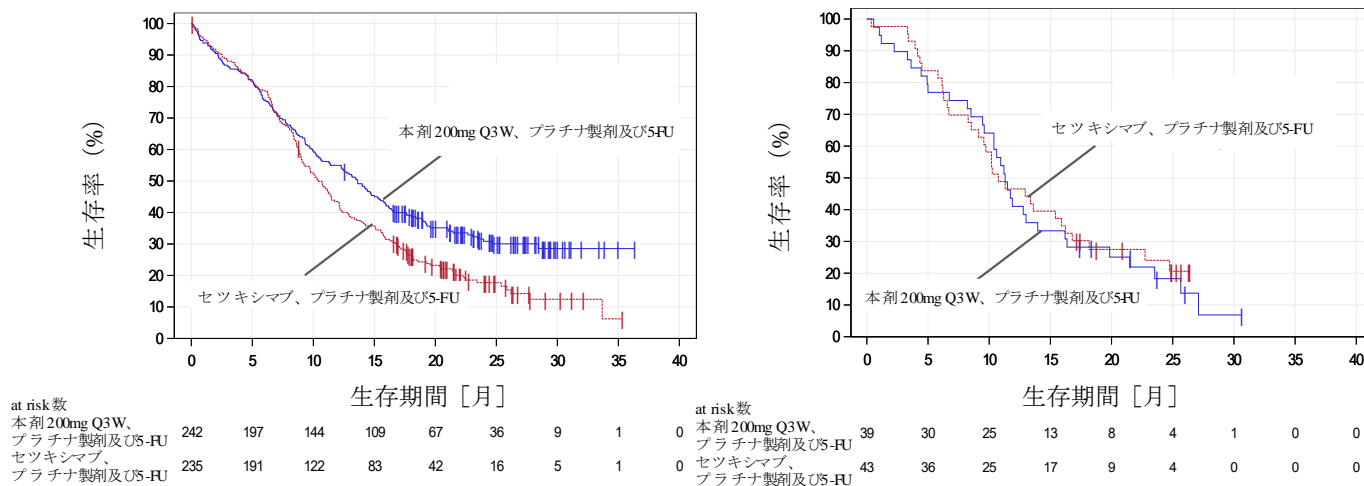 100
90
80
70
60
50
40
30
20
10
0
生存率(%)
本剤200mg Q3W、プラチナ製剤及び5-FU
セツキシマブ、プラチナ製剤及び5-FU
0 5 10 15 20 25 30 35 40
生存期間[月]
at risk数
本剤200mg Q3W、
プラチナ製剤及び5-FU
242 197 144 109 67 36 9 1 0
セツキシマブ、
プラチナ製剤及び5-FU
235 191 122 83 42 16 5 1 0
100
90
80
70
60
50
40
30
20
10
0
生存率(%)
セツキシマブ、プラチナ製剤及び5-FU
本剤200mg Q3W、プラチナ製剤及び5-FU
0 5 10 15 20 25 30 35 40
生存期間[月]
at risk数
本剤200mg Q3W、
プラチナ製剤及び5-FU
39 30 25 13 8 4 1 0 0
セツキシマブ、
プラチナ製剤及び5-FU
43 36 25 17 9 4 0 0 0